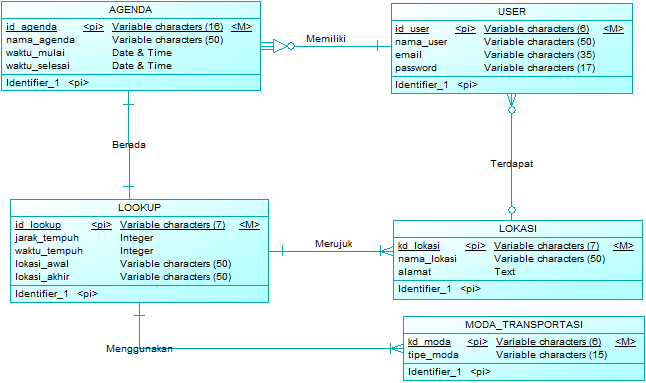 AGENDA
id_agenda <pi> Variable characters (16) <M>
nama_agenda Variable characters (50)
waktu_mulai Date & Time
waktu_selesai Date & Time
Identifier_1 <pi>
Memiliki
USER
id_user <pi> Variable characters (6) <M>
nama_user Variable characters (50)
email Variable characters (35)
password Variable characters (17)
Identifier_1 <pi>
Berada
Terdapat
LOOKUP
id_lookup <pi> Variable characters (7) <M>
jarak_tempuh Integer
waktu_tempuh Integer
lokasi_awal Variable characters (50)
lokasi_akhir Variable characters (50)
Identifier_1 <pi>
Merujuk
LOKASI
kd_lokasi <pi> Variable characters (7) <M>
nama_lokasi Variable characters (50)
alamat Text
Identifier_1 <pi>
Menggunakan
MODA_TRANSPORTASI
kd_moda <pi> Variable characters (6) <M>
tipe_moda Variable characters (15)
Identifier_1 <pi>